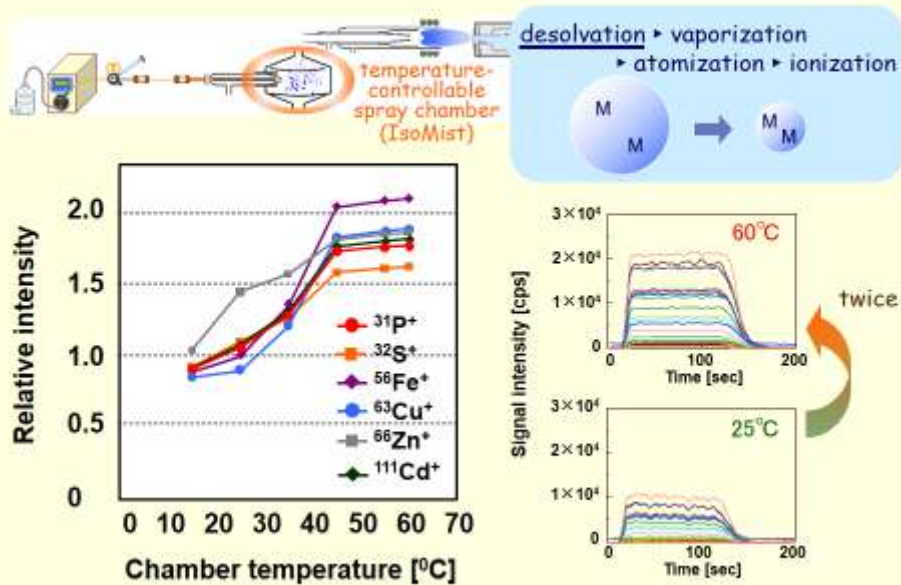 desolvation ▸ vaporization
▸ atomization ▸ ionization
temperature-
controllable
spray chamber
(IsoMist)
M
M
M
M
Relative intensity
2.0
1.5
1.0
0.5
0
0 10 20 30 40 50 60 70
Chamber temperature [⁰C]
³¹P⁺
³²S⁺
⁵⁶Fe⁺
⁶³Cu⁺
⁶⁶Zn⁺
¹¹¹Cd⁺
Signal intensity [cps]
3×10⁴
2×10⁴
1×10⁴
0
60℃
0 100 200
Time [sec]
twice
3×10⁴
2×10⁴
1×10⁴
0
25℃
0 100 200
Time [sec]